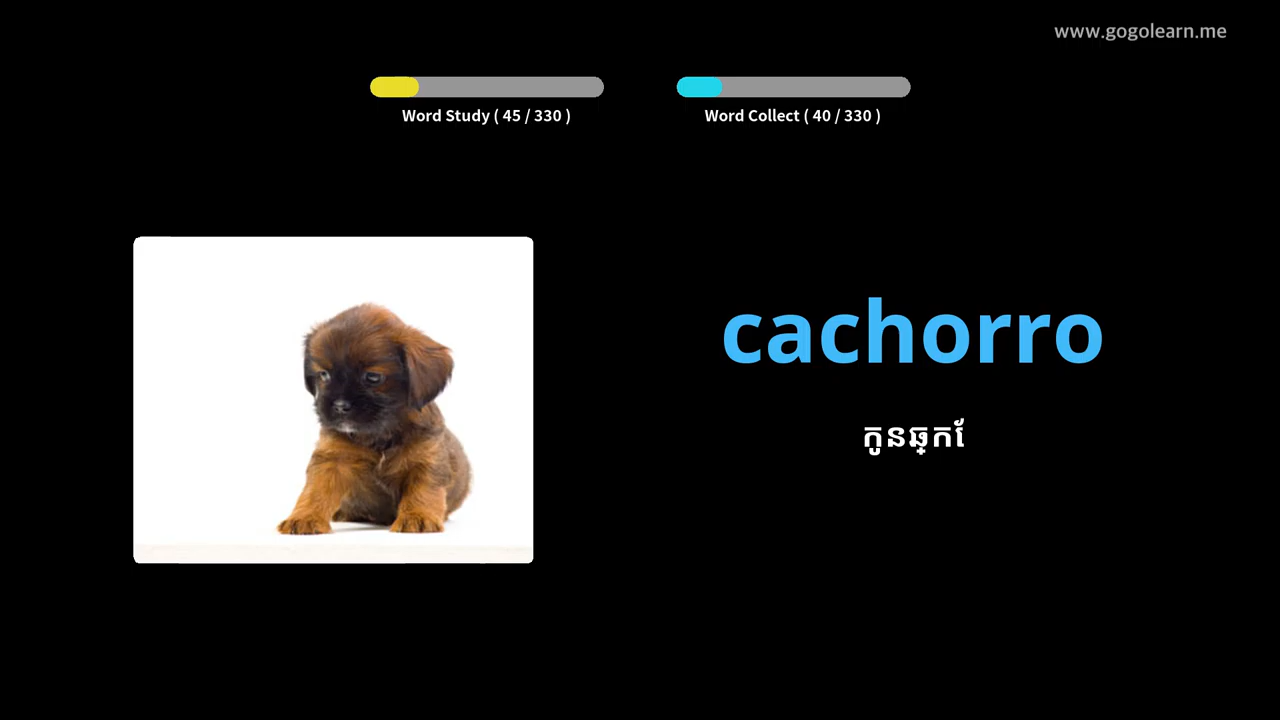 www.gogolearn.me
Word Study ( 45 / 330 )
Word Collect ( 40 / 330 )
cachorro
កូនឆ្កែ